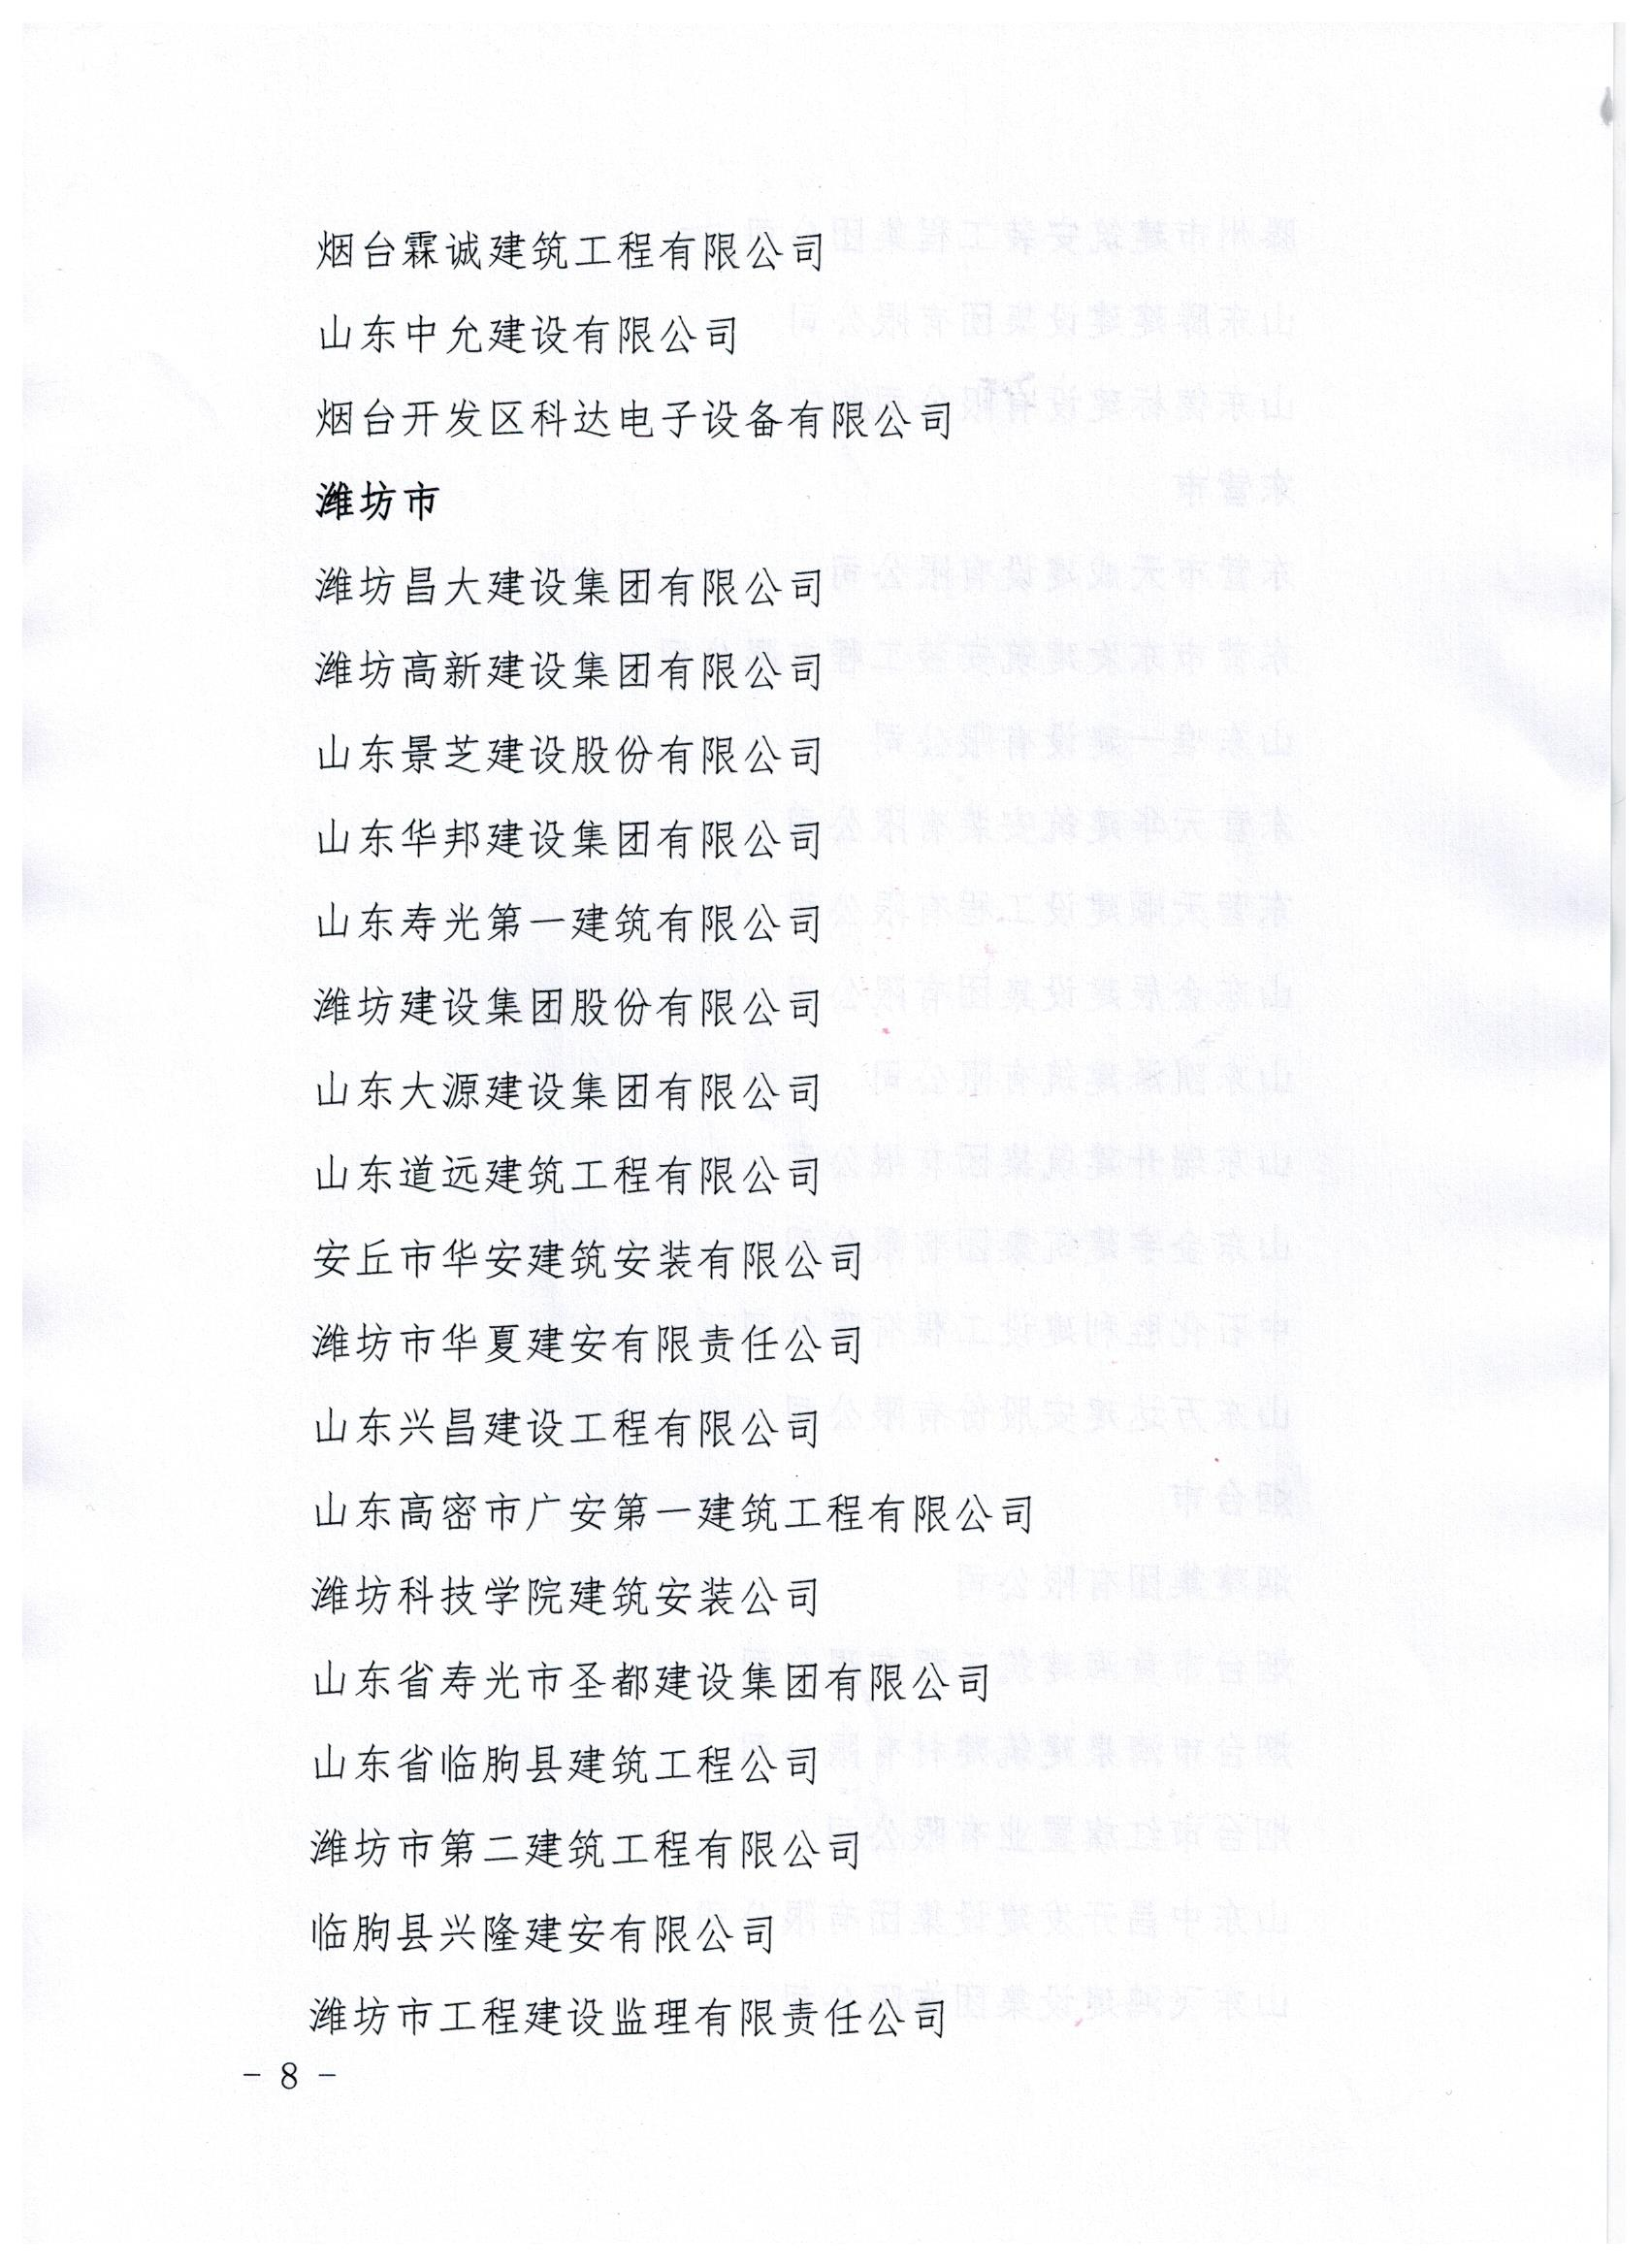 烟台霖诚建筑工程有限公司
山东中允建设有限公司
烟台开发区科达电子设备有限公司
潍坊市
潍坊昌大建设集团有限公司
潍坊高新建设集团有限公司
山东景芝建设股份有限公司
山东华邦建设集团有限公司
山东寿光第一建筑有限公司
潍坊建设集团股份有限公司
山东大源建设集团有限公司
山东道远建筑工程有限公司
安丘市华安建筑安装有限公司
潍坊市华夏建安有限责任公司
山东兴昌建设工程有限公司
山东高密市广安第一建筑工程有限公司
潍坊科技学院建筑安装公司
山东省寿光市圣都建设集团有限公司
山东省临朐县建筑工程公司
潍坊市第二建筑工程有限公司
临朐县兴隆建安有限公司
潍坊市工程建设监理有限责任公司
- 8 -